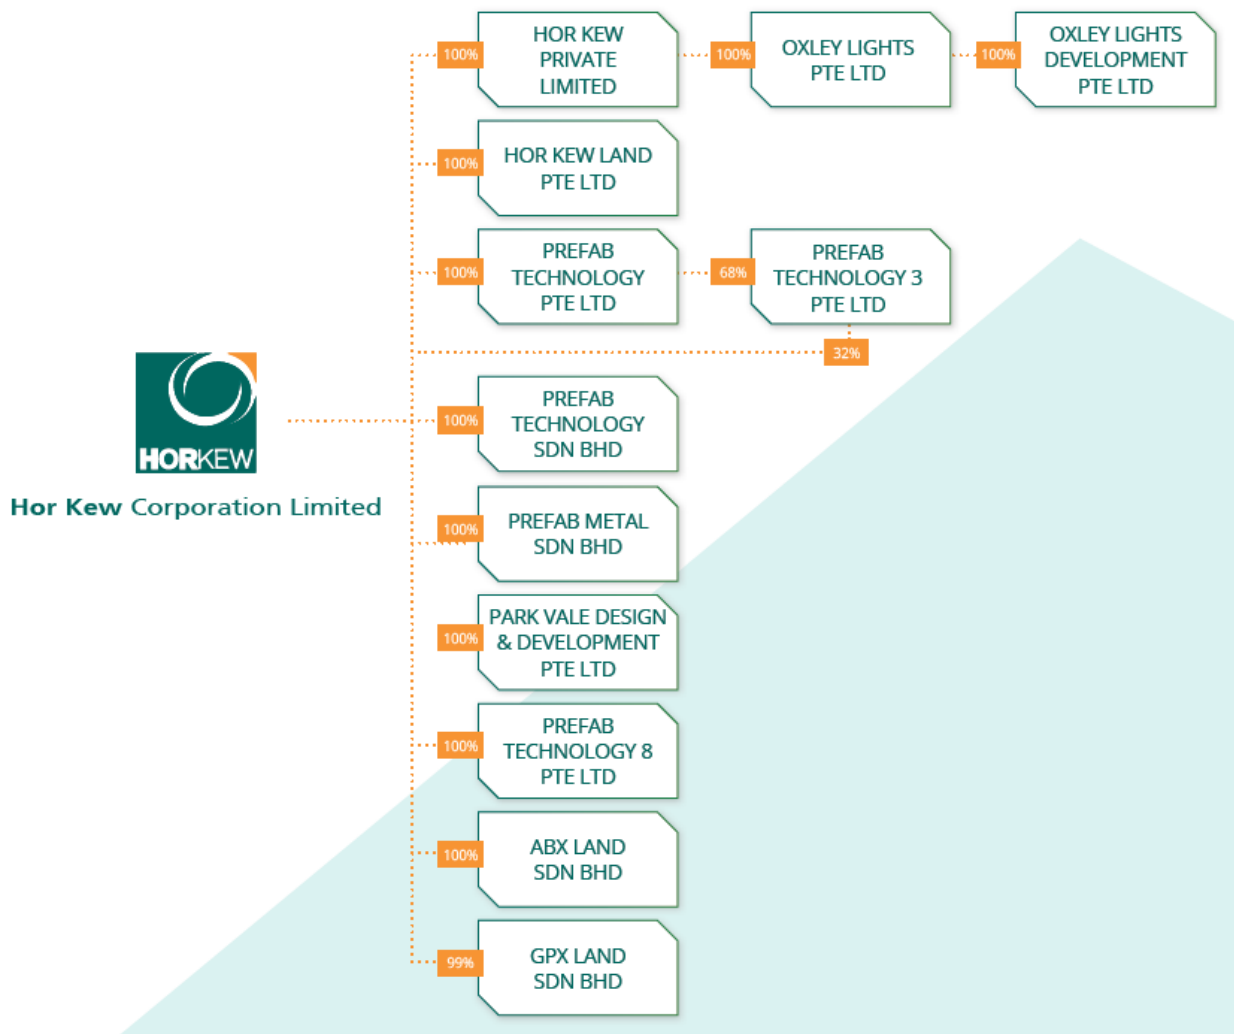 100%
HOR KEW
PRIVATE
LIMITED
100%
OXLEY LIGHTS
PTE LTD
100%
OXLEY LIGHTS
DEVELOPMENT
PTE LTD
100%
HOR KEW LAND
PTE LTD
100%
PREFAB
TECHNOLOGY
PTE LTD
68%
PREFAB
TECHNOLOGY 3
PTE LTD
32%
HORKEW
Hor Kew Corporation Limited
100%
PREFAB
TECHNOLOGY
SDN BHD
100%
PREFAB METAL
SDN BHD
100%
PARK VALE DESIGN
& DEVELOPMENT
PTE LTD
100%
PREFAB
TECHNOLOGY 8
PTE LTD
100%
ABX LAND
SDN BHD
99%
GPX LAND
SDN BHD